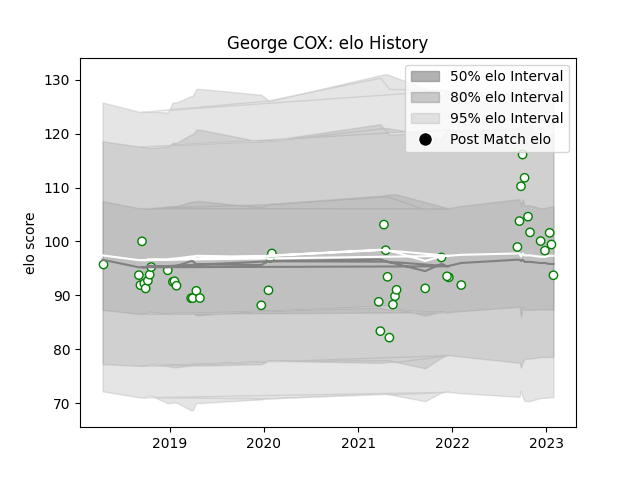 George COX: elo History
130
120
110
100
90
80
70
elo score
50% elo Interval
80% elo Interval
95% elo Interval
Post Match elo
2019
2020
2021
2022
2023